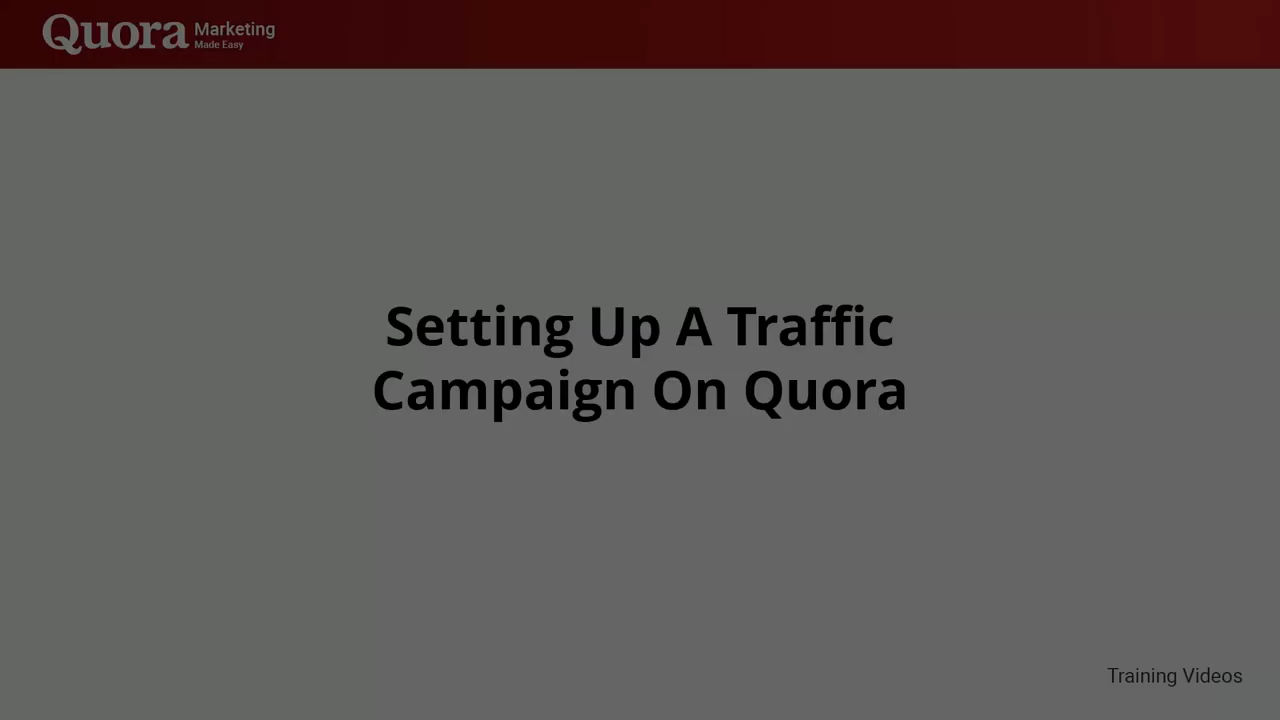 Quora Marketing
Made Easy
Setting Up A Traffic
Campaign On Quora
Training Videos